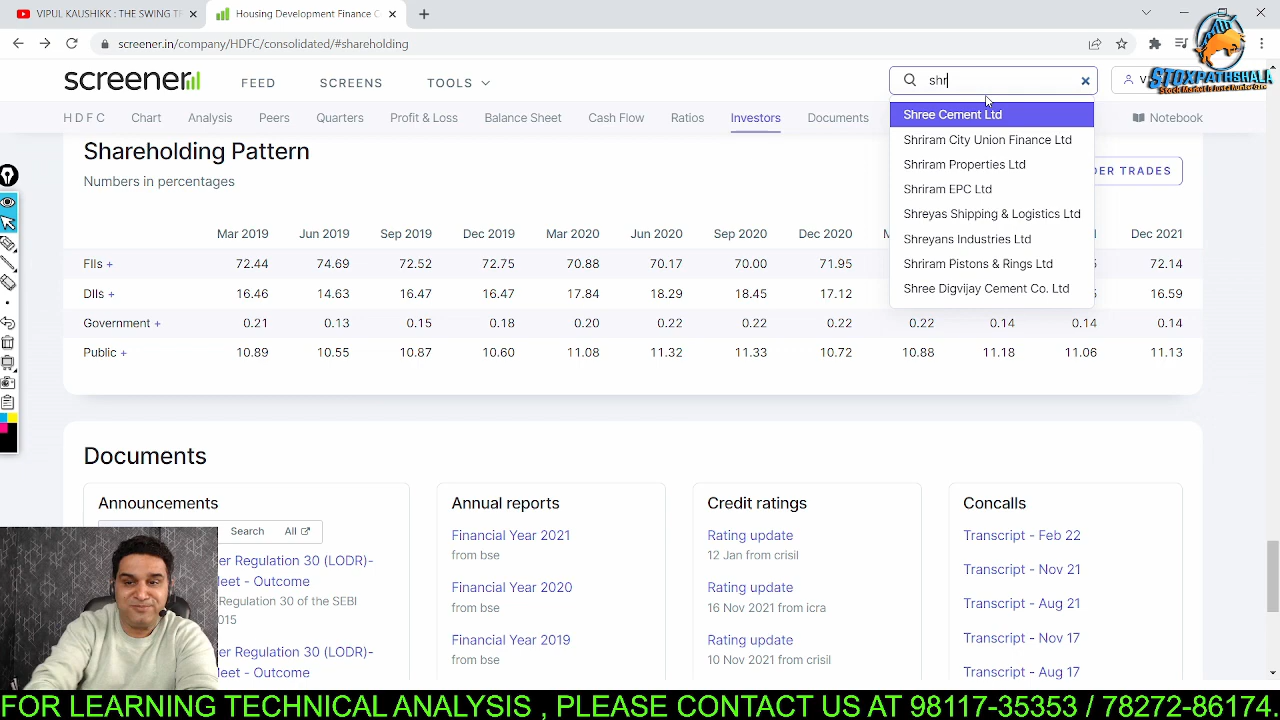 VIPUL KAUSHIKK : THE SWING T
Housing Development Finance C
screener.in/company/HDFC/consolidated/#shareholding
screener
FEED SCREENS TOOLS
shr
V
STOXPATHSHALA
Stock Market is Just a Number Game
H D F C Chart Analysis Peers Quarters Profit & Loss Balance Sheet Cash Flow Ratios Investors Documents Notebook
Shree Cement Ltd
Shriram City Union Finance Ltd
Shriram Properties Ltd
Shriram EPC Ltd
Shreyas Shipping & Logistics Ltd
Shreyans Industries Ltd
Shriram Pistons & Rings Ltd
Shree Digvijay Cement Co. Ltd
Shareholding Pattern
Numbers in percentages
DER TRADES
Mar 2019 Jun 2019 Sep 2019 Dec 2019 Mar 2020 Jun 2020 Sep 2020 Dec 2020 M Dec 2021
FIIs + 72.44 74.69 72.52 72.75 70.88 70.17 70.00 71.95 5 72.14
DIIs + 16.46 14.63 16.47 16.47 17.84 18.29 18.45 17.12 5 16.59
Government + 0.21 0.13 0.15 0.18 0.20 0.22 0.22 0.22 0.22 0.14 0.14 0.14
Public + 10.89 10.55 10.87 10.60 11.08 11.32 11.33 10.72 10.88 11.18 11.06 11.13
Documents
Announcements
Search All
er Regulation 30 (LODR)-
leet - Outcome
Regulation 30 of the SEBI
015
er Regulation 30 (LODR)-
leet - Outcome
Annual reports
Financial Year 2021
from bse
Financial Year 2020
from bse
Financial Year 2019
from bse
Credit ratings
Rating update
12 Jan from crisil
Rating update
16 Nov 2021 from icra
Rating update
10 Nov 2021 from crisil
Concalls
Transcript - Feb 22
Transcript - Nov 21
Transcript - Aug 21
Transcript - Nov 17
Transcript - Aug 17
FOR LEARNING TECHNICAL ANALYSIS , PLEASE CONTACT US AT 98117-35353 / 78272-86174.